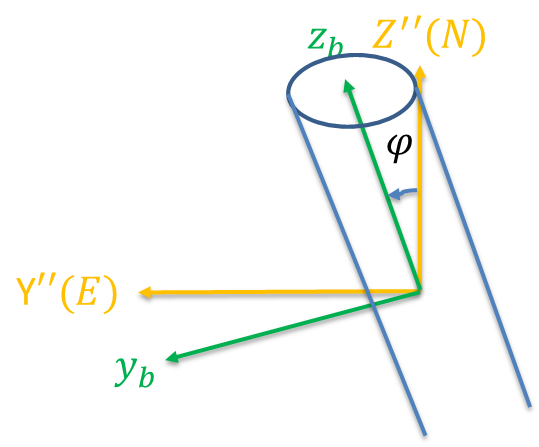 z_b Z′′(N)
φ
Y′′(E)
y_b